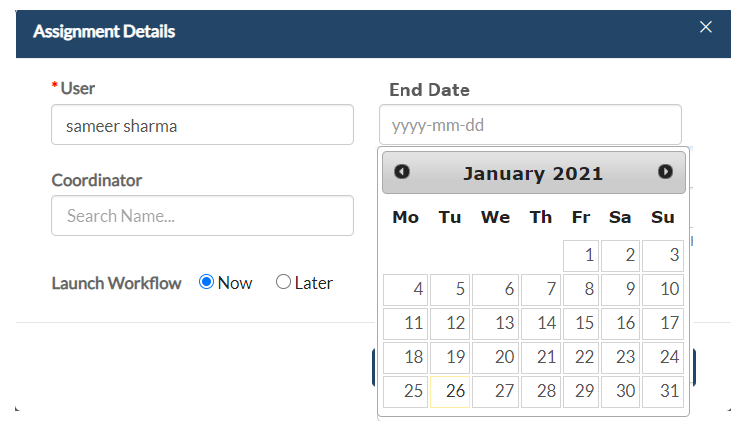 Assignment Details
* User
sameer sharma
End Date
yyyy-mm-dd
Coordinator
Search Name...
Launch Workflow Now Later
January 2021
Mo Tu We Th Fr Sa Su
1 2 3
4 5 6 7 8 9 10
11 12 13 14 15 16 17
18 19 20 21 22 23 24
25 26 27 28 29 30 31